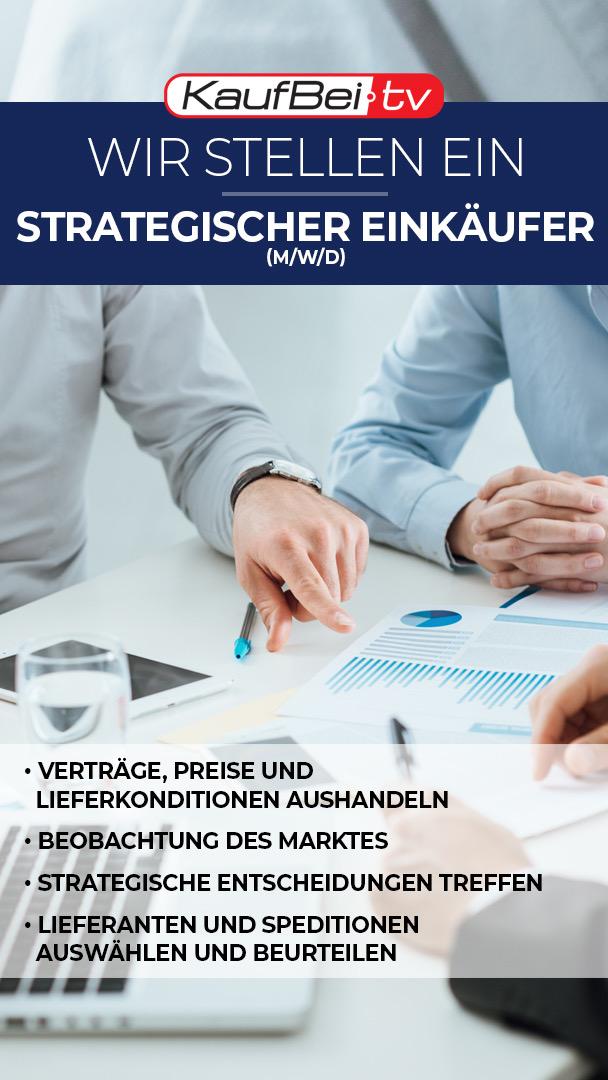 KaufBei.tv
WIR STELLEN EIN
STRATEGISCHER EINKÄUFER
(M/W/D)
• VERTRÄGE, PREISE UND
LIEFERKONDITIONEN AUSHANDELN
• BEOBACHTUNG DES MARKTES
• STRATEGISCHE ENTSCHEIDUNGEN TREFFEN
• LIEFERANTEN UND SPEDITIONEN
AUSWÄHLEN UND BEURTEILEN